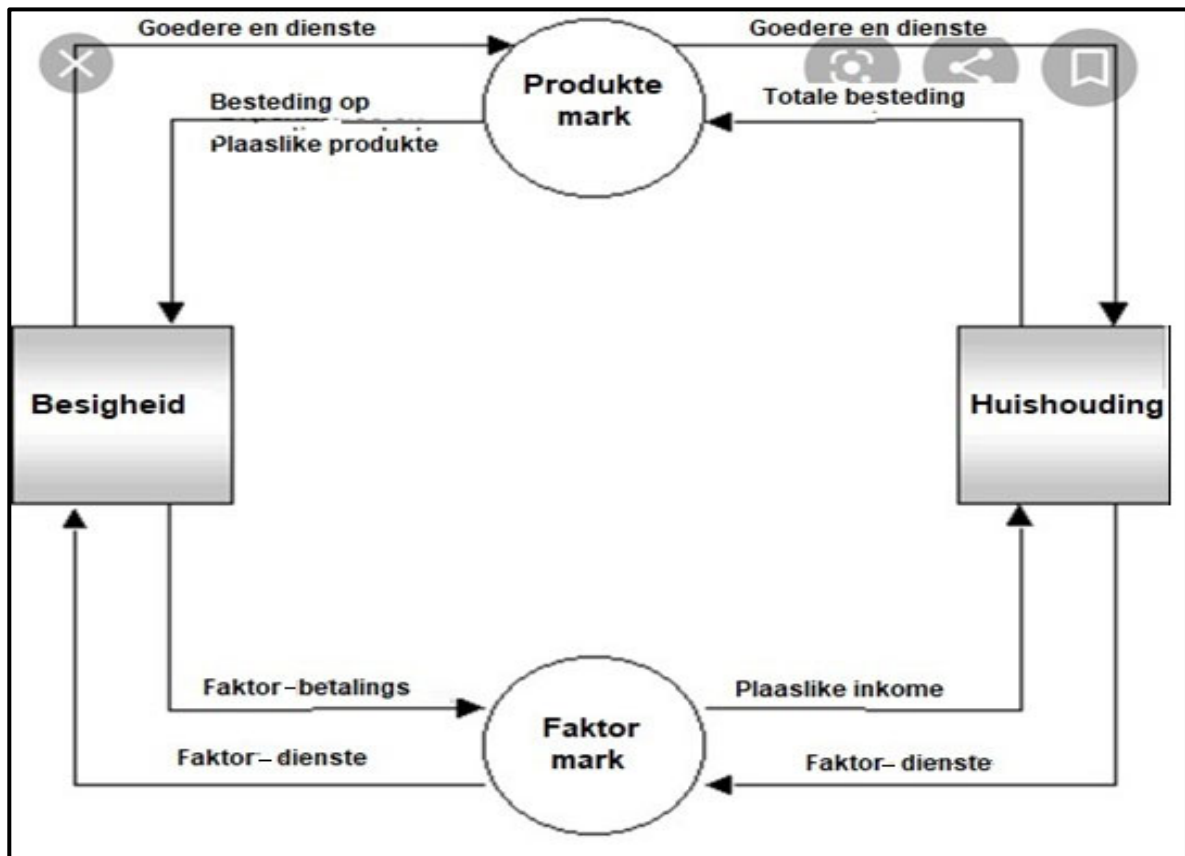 Goedere en dienste
Goedere en dienste
Produkte
mark
Besteding op
Plaaslike produkte
Totale besteding
Besigheid
Huishouding
Faktor–betalings
Plaaslike inkome
Faktor
mark
Faktor– dienste
Faktor– dienste